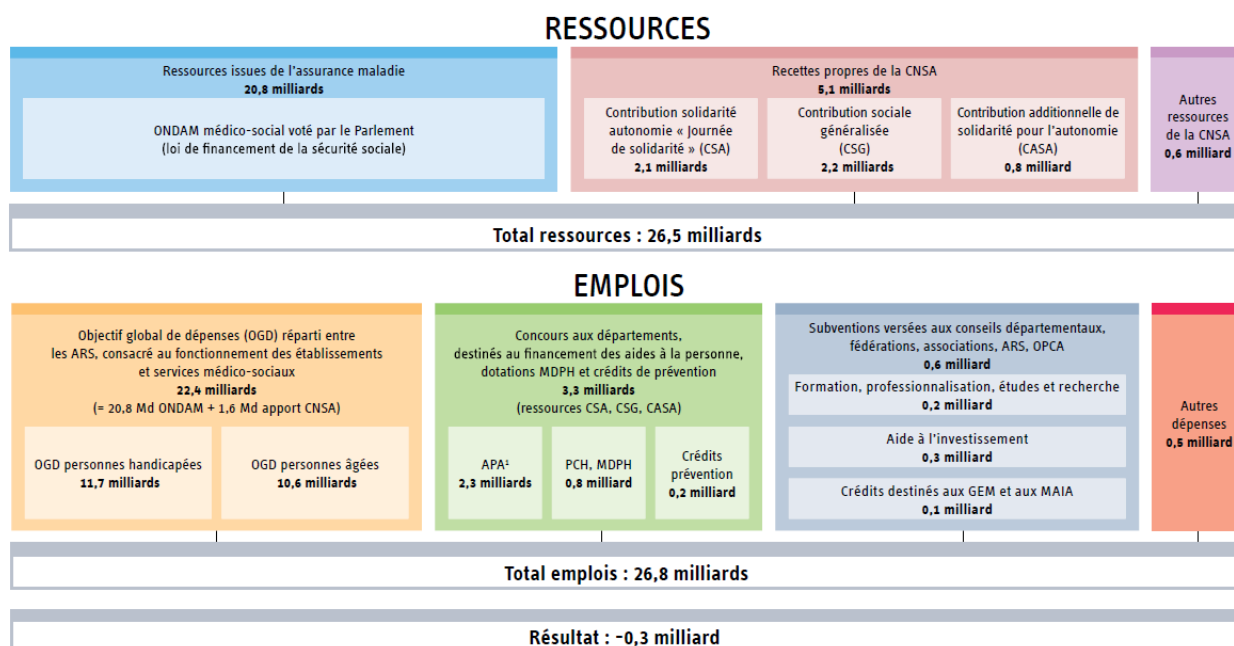 RESSOURCES
Ressources issues de l'assurance maladie
20,8 milliards
ONDAM médico-social voté par le Parlement
(loi de financement de la sécurité sociale)
Recettes propres de la CNSA
5,1 milliards
Contribution solidarité
autonomie « Journée
de solidarité » (CSA)
2,1 milliards
Contribution sociale
généralisée
(CSG)
2,2 milliards
Contribution additionnelle de
solidarité pour l'autonomie
(CASA)
0,8 milliard
Autres
ressources
de la CNSA
0,6 milliard
Total ressources : 26,5 milliards
EMPLOIS
Objectif global de dépenses (OGD) réparti entre
les ARS, consacré au fonctionnement des établissements
et services médico-sociaux
22,4 milliards
(= 20,8 Md ONDAM + 1,6 Md apport CNSA)
OGD personnes handicapées
11,7 milliards
OGD personnes âgées
10,6 milliards
Concours aux départements,
destinés au financement des aides à la personne,
dotations MDPH et crédits de prévention
3,3 milliards
(ressources CSA, CSG, CASA)
APA¹
2,3 milliards
PCH, MDPH
0,8 milliard
Crédits
prévention
0,2 milliard
Subventions versées aux conseils départementaux,
fédérations, associations, ARS, OPCA
0,6 milliard
Formation, professionnalisation, études et recherche
0,2 milliard
Aide à l'investissement
0,3 milliard
Crédits destinés aux GEM et aux MAIA
0,1 milliard
Autres
dépenses
0,5 milliard
Total emplois : 26,8 milliards
Résultat : -0,3 milliard